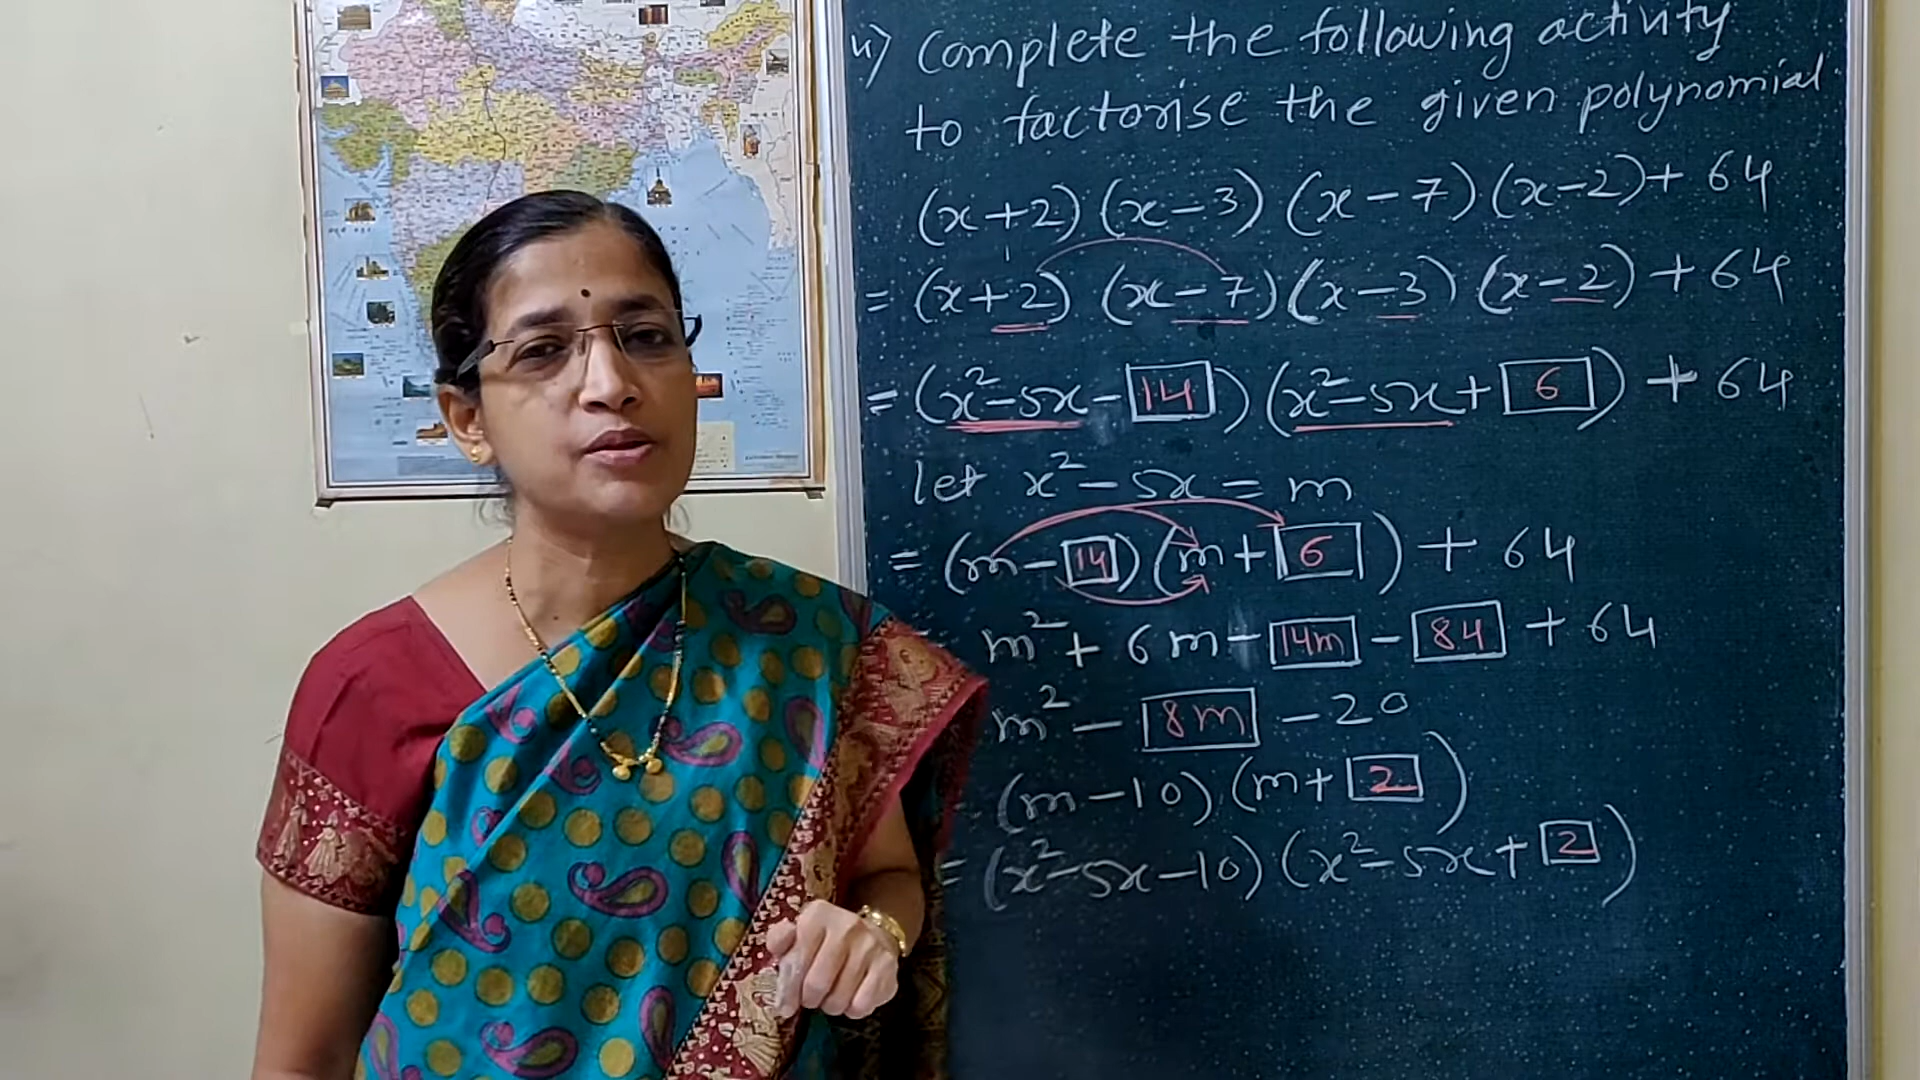 4) Complete the following activity
to factorise the given polynomial
(x+2)(x-3)(x-7)(x-2)+64
= (x+2)(x-7)(x-3)(x-2)+64
= (x²-5x-14)(x²-5x+6)+64
let x²-5x=m
= (m-14)(m+6)+64
m²+6m-14m-84+64
m²-8m-20
= (m-10)(m+2)
= (x²-5x-10)(x²-5x+2)